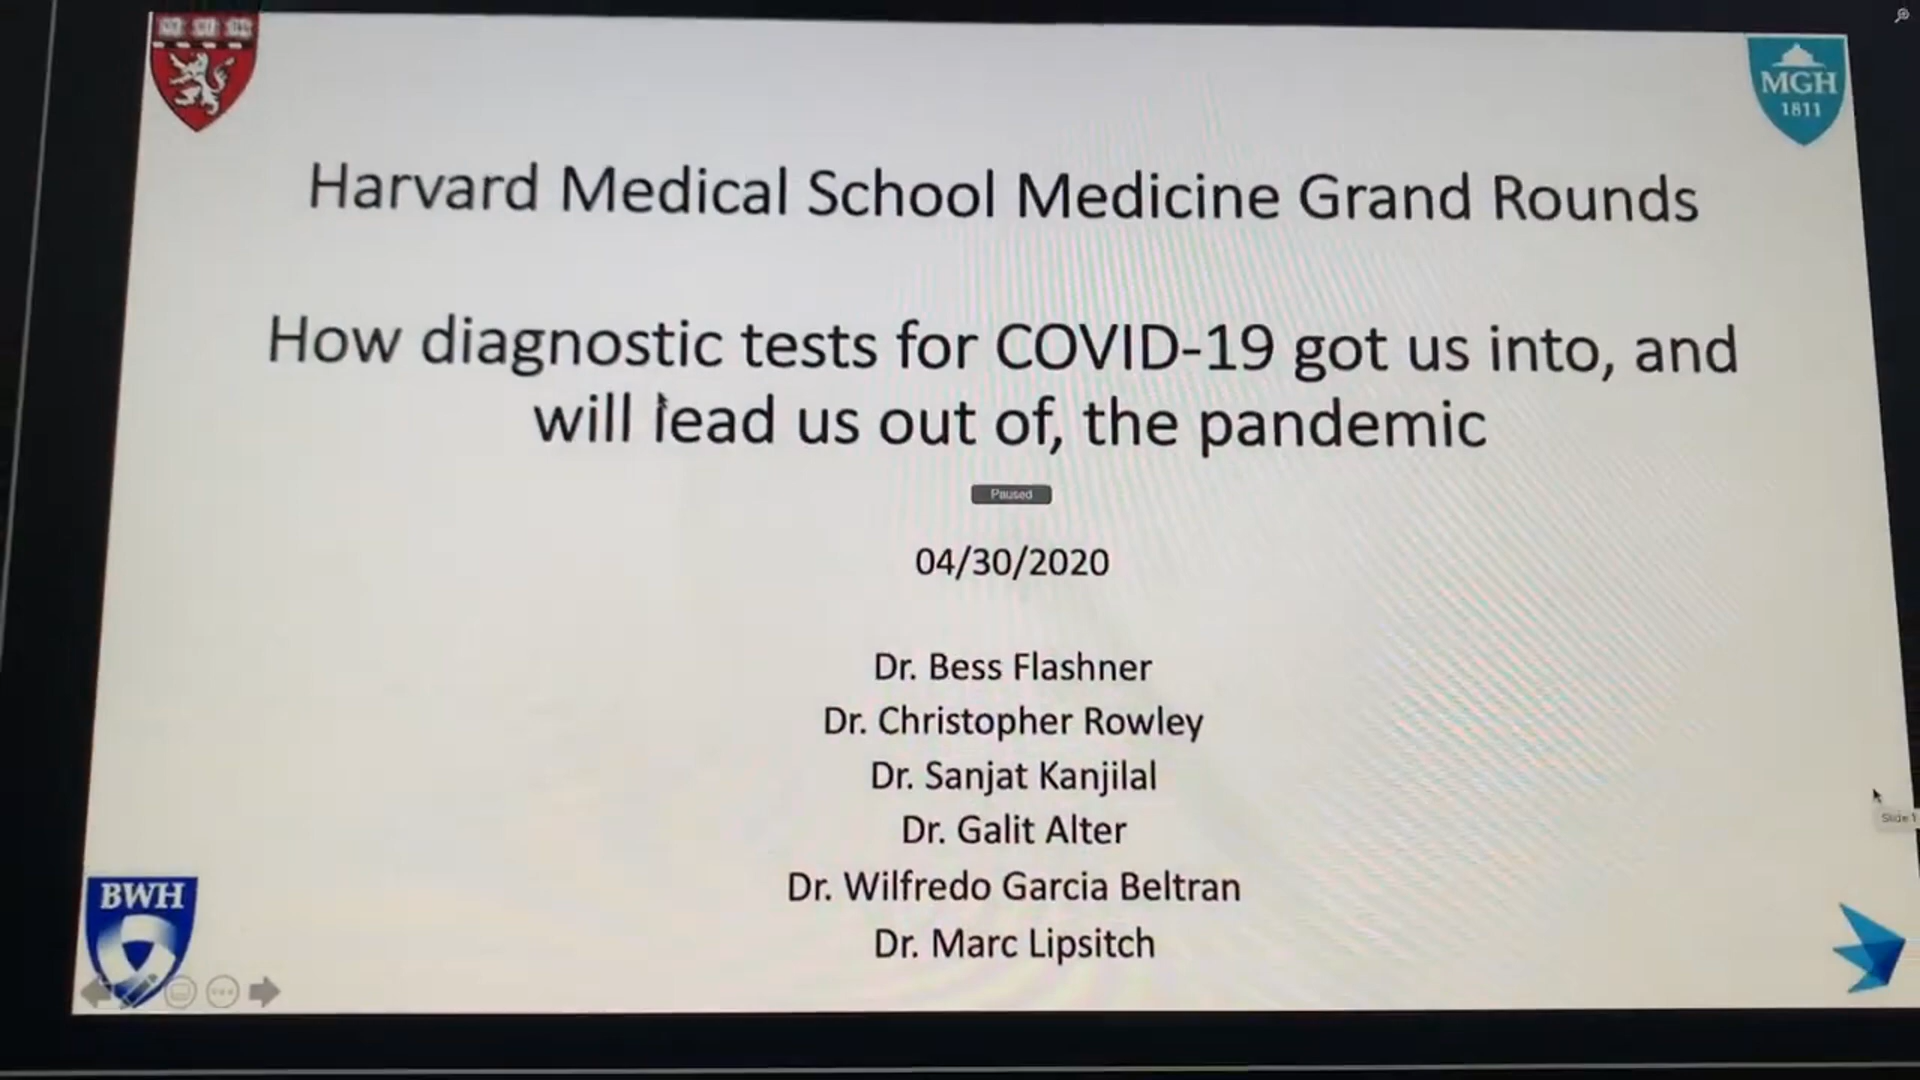 MGH
1811
Harvard Medical School Medicine Grand Rounds
How diagnostic tests for COVID-19 got us into, and
will lead us out of, the pandemic
Paused
04/30/2020
Dr. Bess Flashner
Dr. Christopher Rowley
Dr. Sanjat Kanjilal
Dr. Galit Alter
Dr. Wilfredo Garcia Beltran
Dr. Marc Lipsitch
Slide 1
BWH